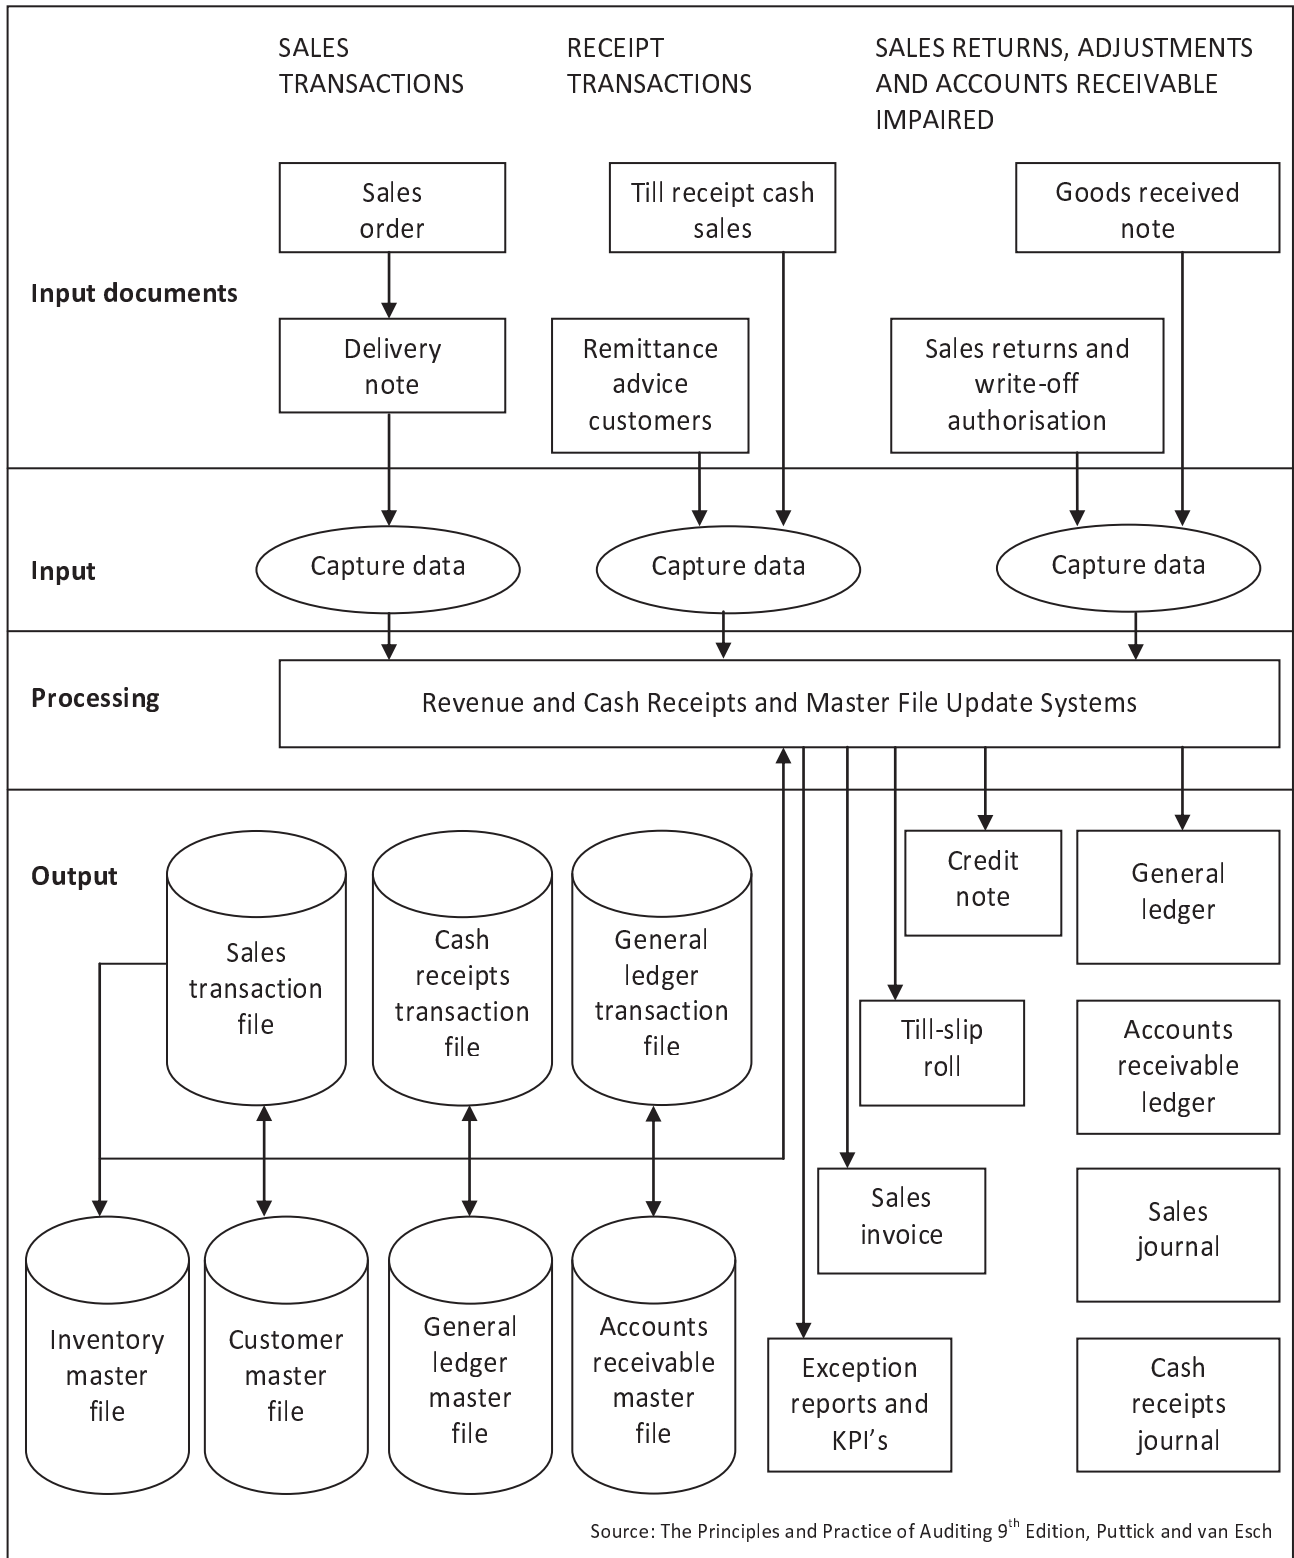 SALES
TRANSACTIONS
RECEIPT
TRANSACTIONS
SALES RETURNS, ADJUSTMENTS
AND ACCOUNTS RECEIVABLE
IMPAIRED
Input documents
Sales
order
Till receipt cash
sales
Goods received
note
Delivery
note
Remittance
advice
customers
Sales returns and
write-off
authorisation
Input
Capture data
Capture data
Capture data
Processing
Revenue and Cash Receipts and Master File Update Systems
Output
Sales
transaction
file
Cash
receipts
transaction
file
General
ledger
transaction
file
Credit
note
General
ledger
Till-slip
roll
Accounts
receivable
ledger
Sales
invoice
Sales
journal
Inventory
master
file
Customer
master
file
General
ledger
master
file
Accounts
receivable
master
file
Exception
reports and
KPI's
Cash
receipts
journal
Source: The Principles and Practice of Auditing 9th Edition, Puttick and van Esch